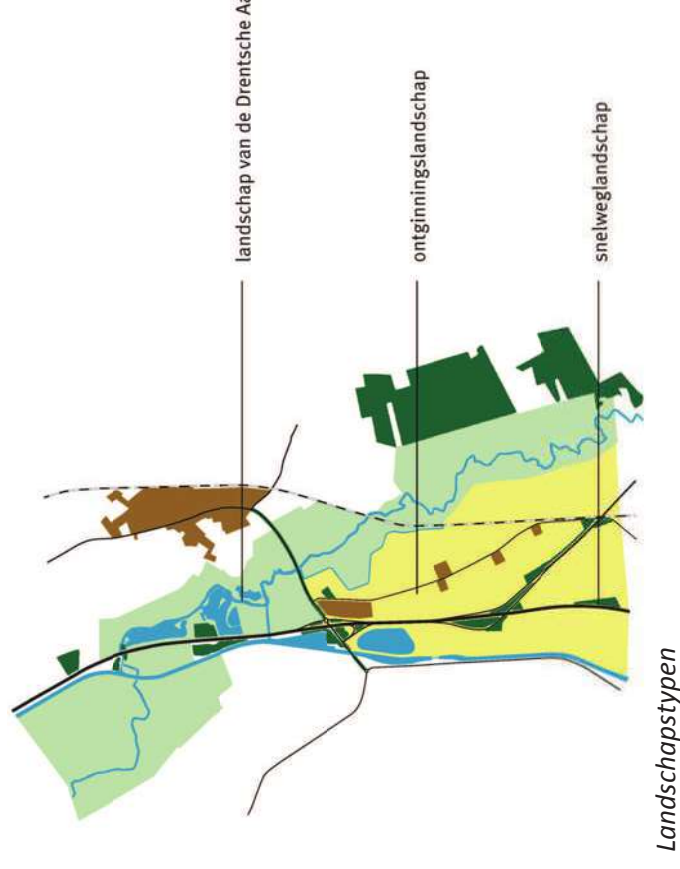 landschap van de Drentsche
ontginningslandschap
snelweglandschap
Landschapstypen